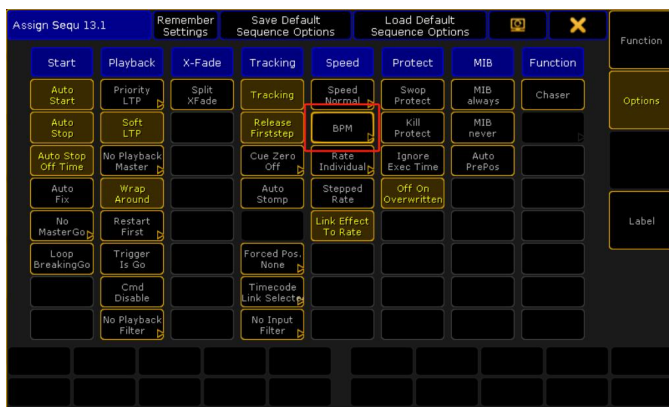 Assign Sequ 13.1
Remember
Settings
Save Default
Sequence Options
Load Default
Sequence Options
Function
Start
Playback
X-Fade
Tracking
Speed
Protect
MIB
Function
Auto
Start
Priority
LTP
Split
XFade
Tracking
Speed
Normal
Swop
Protect
MIB
always
Chaser
Options
Auto
Stop
Soft
LTP
Release
Firststep
BPM
Kill
Protect
MIB
never
Auto Stop
Off Time
No Playback
Master
Cue Zero
Off
Rate
Individual
Ignore
Exec Time
Auto
PrePos
Auto
Fix
Wrap
Around
Auto
Stomp
Stepped
Rate
Off On
Overwritten
Label
No
MasterGo
Restart
First
Link Effect
To Rate
Loop
BreakingGo
Trigger
Is Go
Forced Pos.
None
Cmd
Disable
Timecode
Link Selecte
No Playback
Filter
No Input
Filter